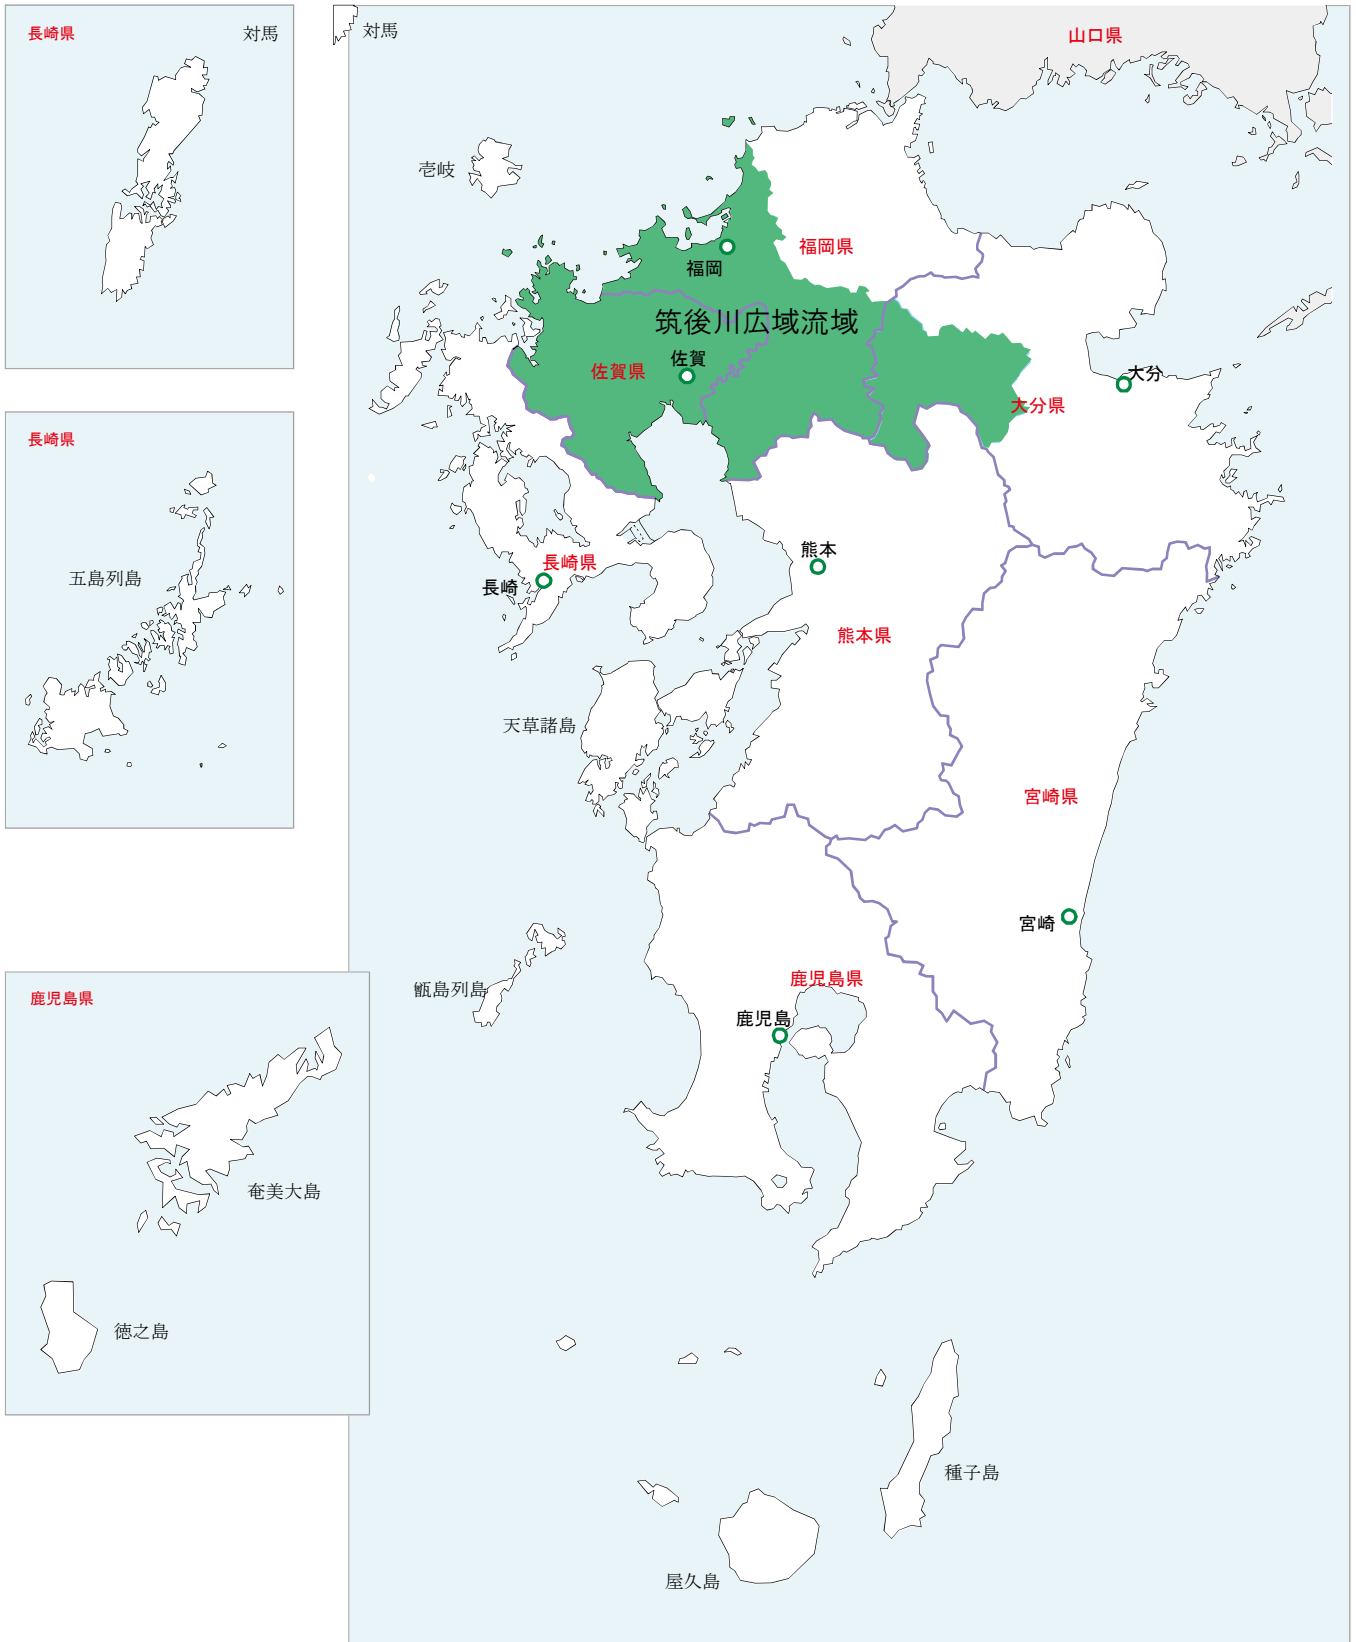 長崎県
対馬
対馬
山口県
壱岐
福岡県
福岡
筑後川広域流域
佐賀
佐賀県
大分
大分県
長崎県
五島列島
熊本
長崎県
長崎
熊本県
天草諸島
宮崎県
宮崎
鹿児島県
甑島列島
鹿児島県
鹿児島
奄美大島
徳之島
種子島
屋久島